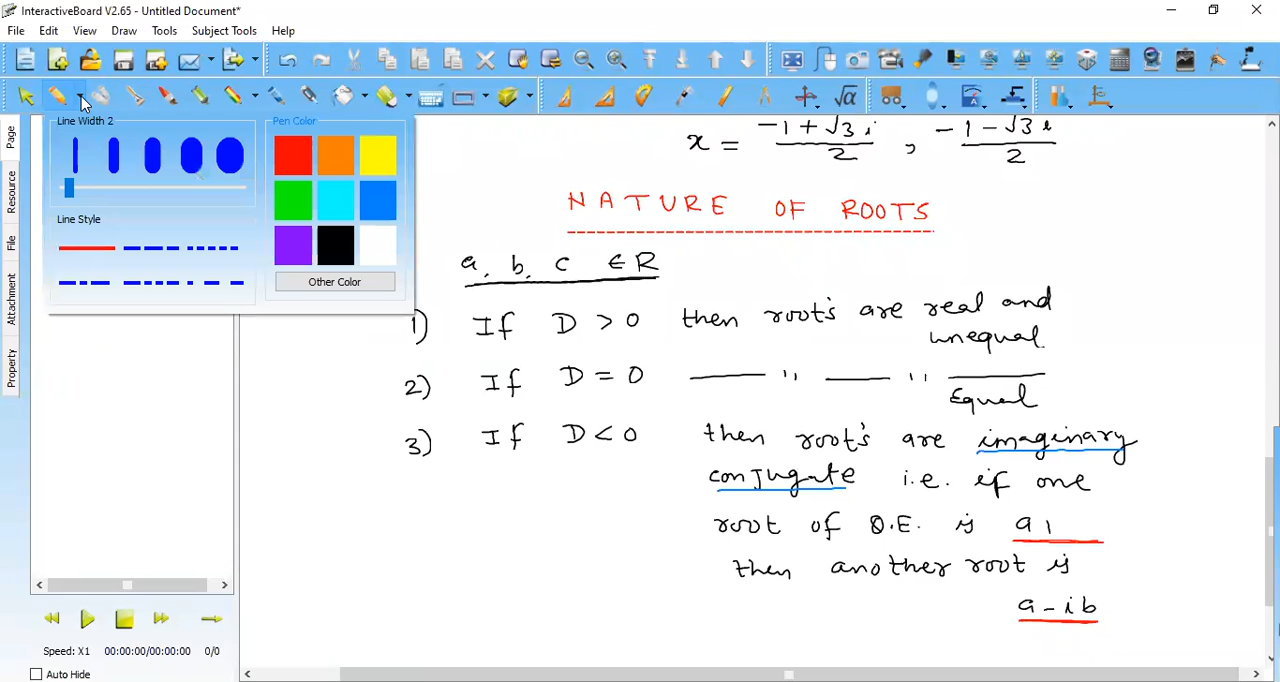 InteractiveBoard V2.65 - Untitled Document*
File Edit View Draw Tools Subject Tools Help
Line Width 2
Pen Color
Line Style
Other Color
Page
Resource
File
Attachment
Property
x = -1+√3 i/2 , -1-√3 i/2
NATURE OF ROOTS
a, b, c ∈ R
1) If D > 0 then root's are real and
unequal.
2) If D = 0 —— '' —— '' ——
Equal
3) If D < 0 then root's are imaginary
conjugate i.e. if one
root of Q.E. is a
then another root is
a - ib
Speed: X1 00:00:00/00:00:00 0/0
Auto Hide